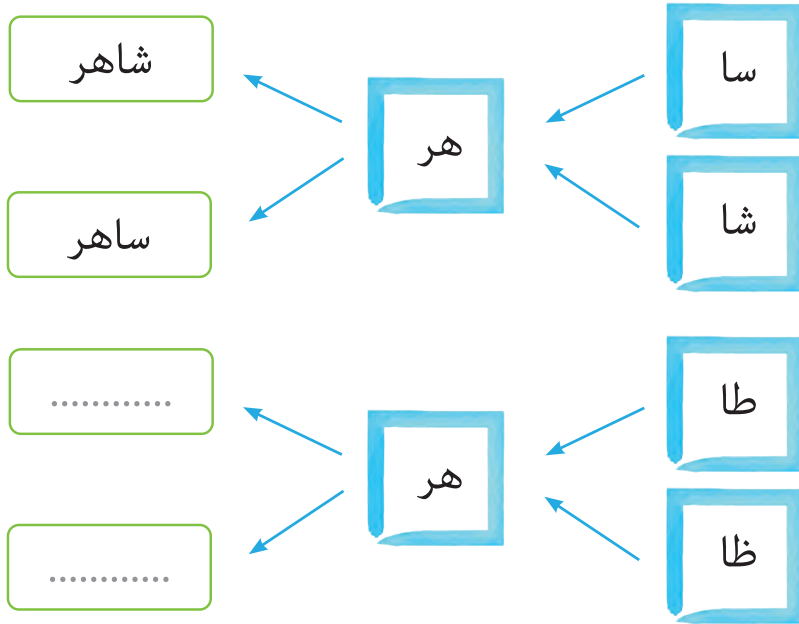 سا
هر
شاهر
شا
ساهر
طا
هر
...........
ظا
............